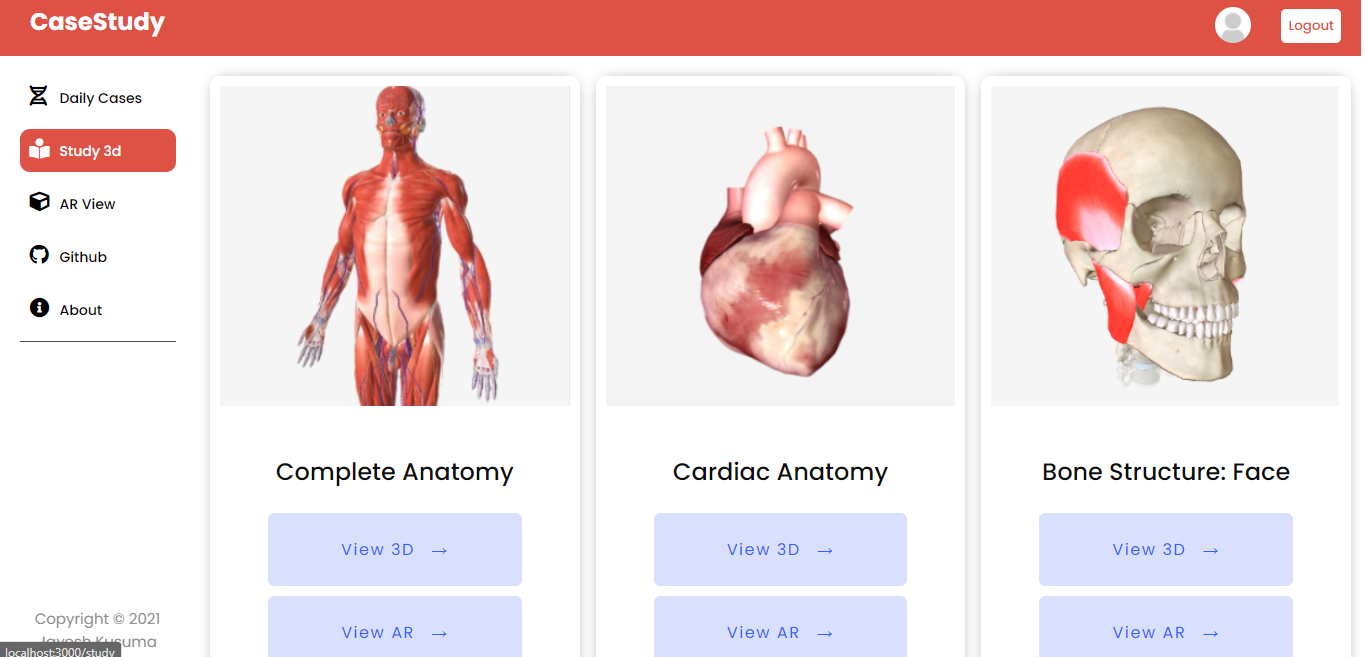 CaseStudy
Logout
Daily Cases
Study 3d
AR View
Github
About
Complete Anatomy
Cardiac Anatomy
Bone Structure: Face
View 3D →
View 3D →
View 3D →
View AR →
View AR →
View AR →
Copyright © 2021
Jayesh Kusuma
localhost:3000/study